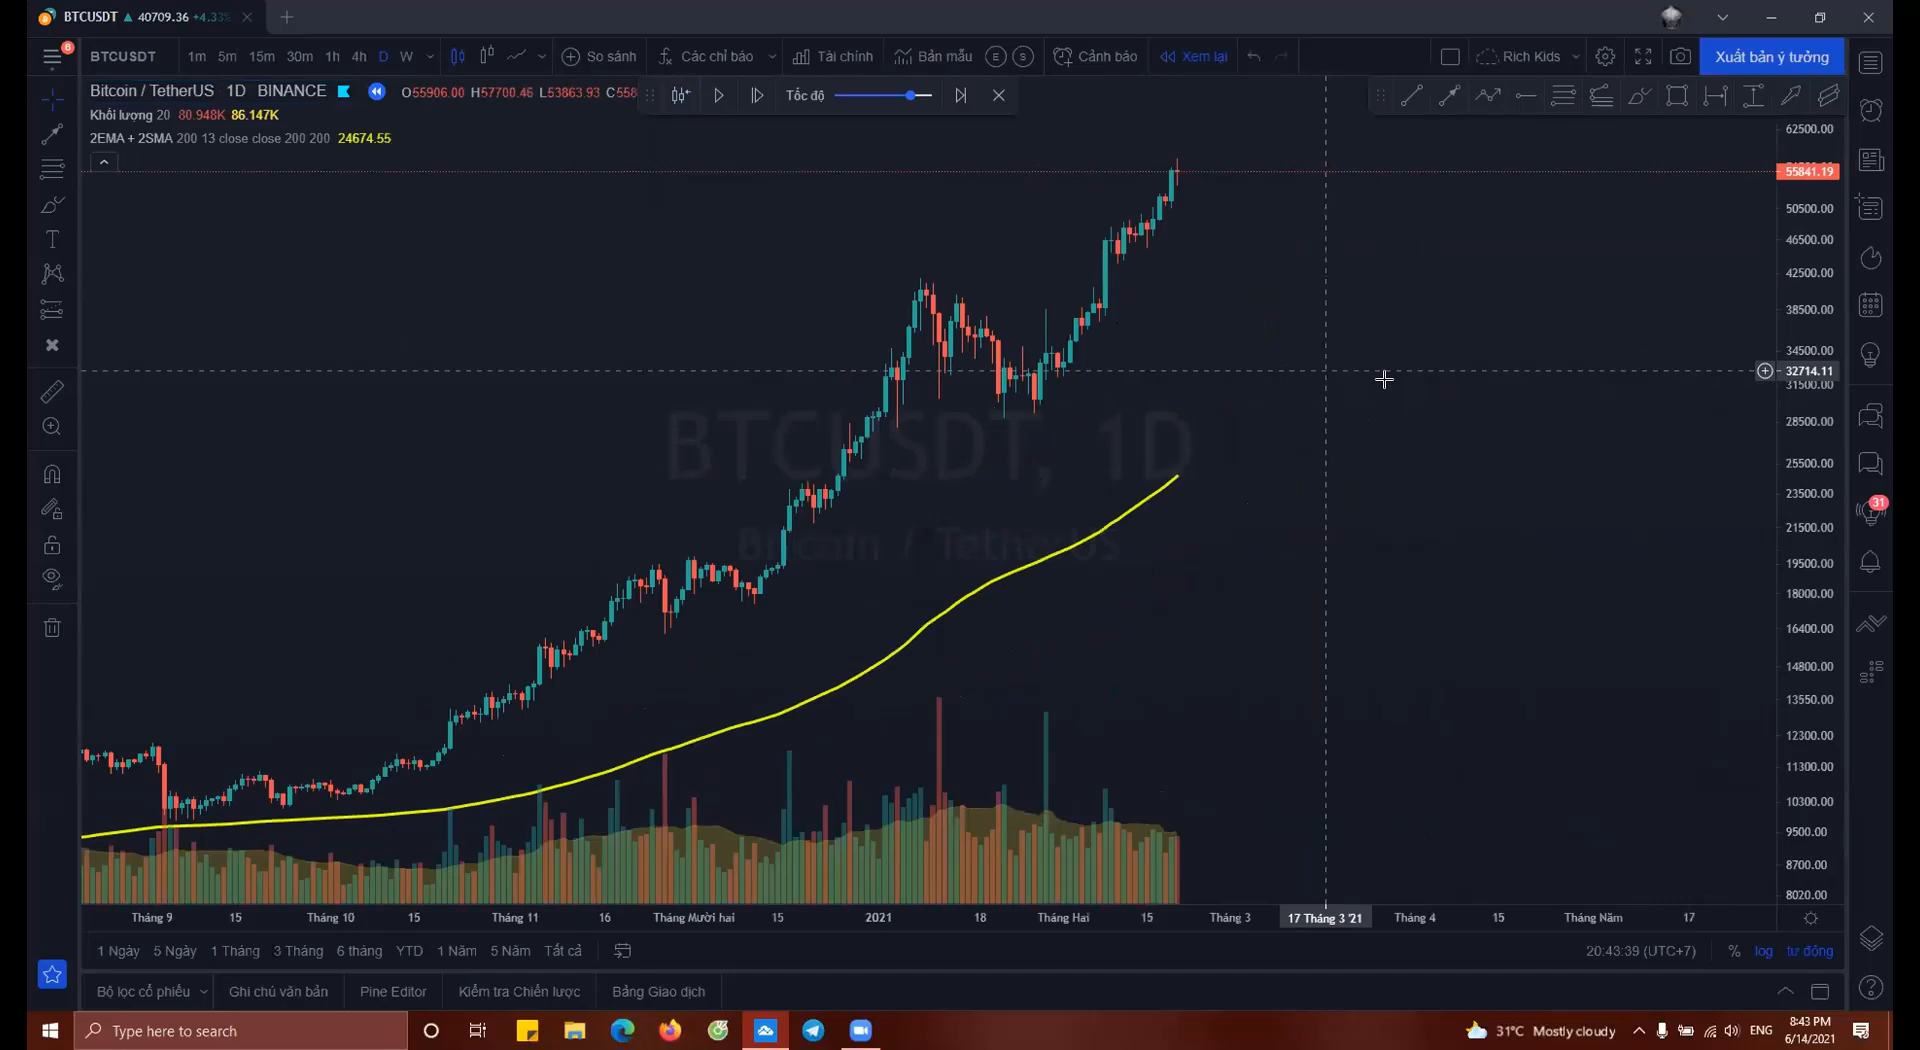 BTCUSDT ▲ 40709.36 +4.33%
6
BTCUSDT 1m 5m 15m 30m 1h 4h D W So sánh Các chỉ báo Tài chính Bản mẫu E S Cảnh báo Xem lại Rich Kids Xuất bản ý tưởng
Bitcoin / TetherUS 1D BINANCE O55906.00 H57700.46 L53863.93 C558
Tốc độ
Khối lượng 20 80.948K 86.147K
2EMA + 2SMA 200 13 close close 200 200 24674.55
62500.00
55841.19
50500.00
46500.00
42500.00
38500.00
34500.00
32714.11
31500.00
28500.00
25500.00
23500.00
21500.00
19500.00
18000.00
16400.00
14800.00
13550.00
12300.00
11300.00
10300.00
9500.00
8700.00
8020.00
31
BTCUSDT, 1D
Bitcoin / TetherUS
Tháng 9 15 Tháng 10 15 Tháng 11 16 Tháng Mười hai 15 2021 18 Tháng Hai 15 Tháng 3 17 Tháng 3 '21 Tháng 4 15 Tháng Năm 17
1 Ngày 5 Ngày 1 Tháng 3 Tháng 6 tháng YTD 1 Năm 5 Năm Tất cả 20:43:39 (UTC+7) % log tự động
Bộ lọc cổ phiếu Ghi chú văn bản Pine Editor Kiểm tra Chiến lược Bảng Giao dịch
Type here to search 31°C Mostly cloudy ENG 8:43 PM
6/14/2021